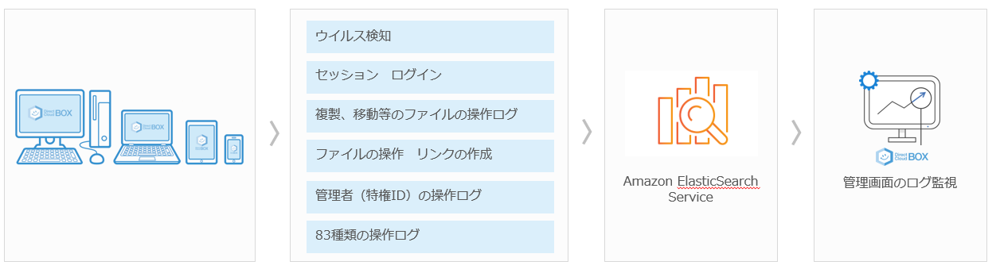 Direct Cloud BOX
Direct Cloud BOX
BOX
ウイルス検知
セッション　ログイン
複製、移動等のファイルの操作ログ
ファイルの操作　リンクの作成
管理者（特権ID）の操作ログ
83種類の操作ログ
Amazon ElasticSearch
Service
Direct Cloud BOX
管理画面のログ監視